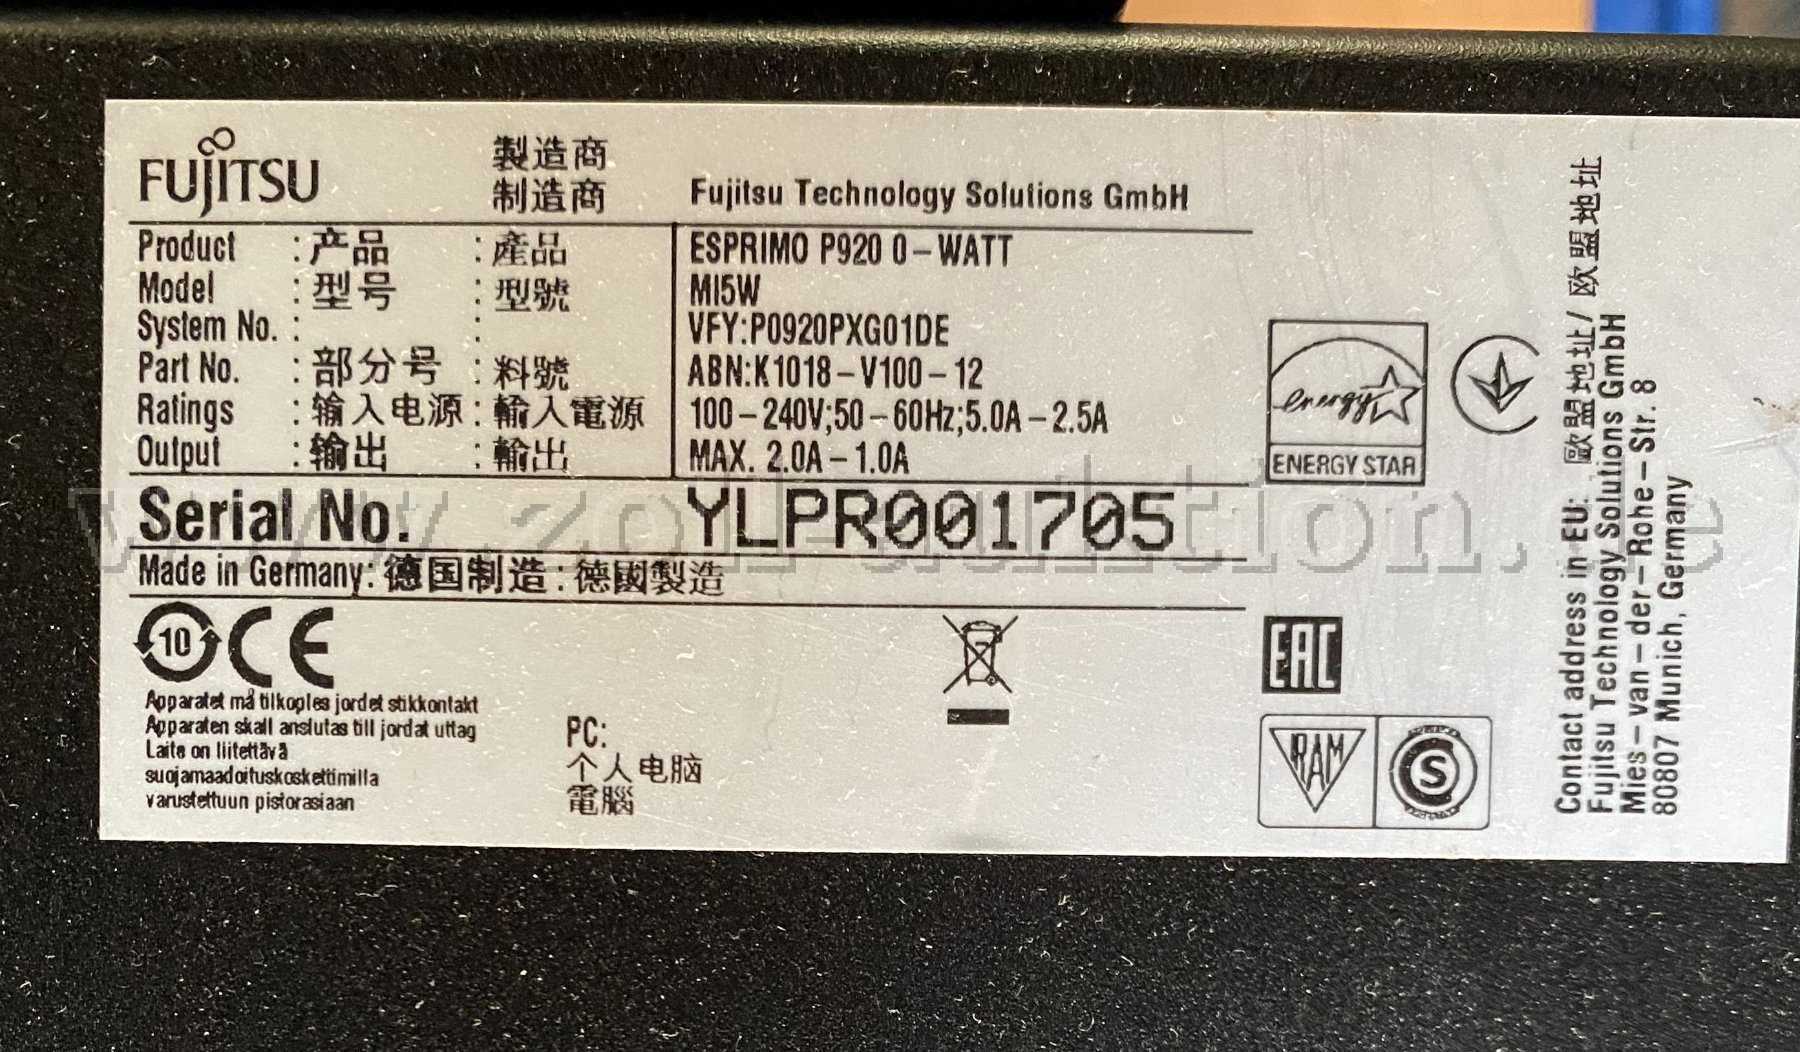 FUJITSU
製造商
制造商
Fujitsu Technology Solutions GmbH
Product : 产品 : 產品 ESPRIMO P920 0-WATT
Model : 型号 : 型號 MI5W
System No. : : VFY:P0920PXG01DE
Part No. : 部分号 : 料號 ABN:K1018-V100-12
Ratings : 输入电源 : 輸入電源 100-240V;50-60Hz;5.0A-2.5A
Output : 输出 : 輸出 MAX. 2.0A-1.0A
Serial No. YLPR001705
www.zoll-auktion.de
Made in Germany: 德国制造 : 德國製造
10 CE
Apparatet må tilkoples jordet stikkontakt
Apparaten skall anslutas till jordat uttag
Laite on liitettävä
suojamaadoituskoskettimilla
varustettuun pistorasiaan
PC:
个人电脑
電腦
energy
ENERGY STAR
EAC
RAM
S
Contact address in EU: 歐盟地址/ 欧盟地址
Fujitsu Technology Solutions GmbH
Mies-van-der-Rohe-Str. 8
80807 Munich, Germany